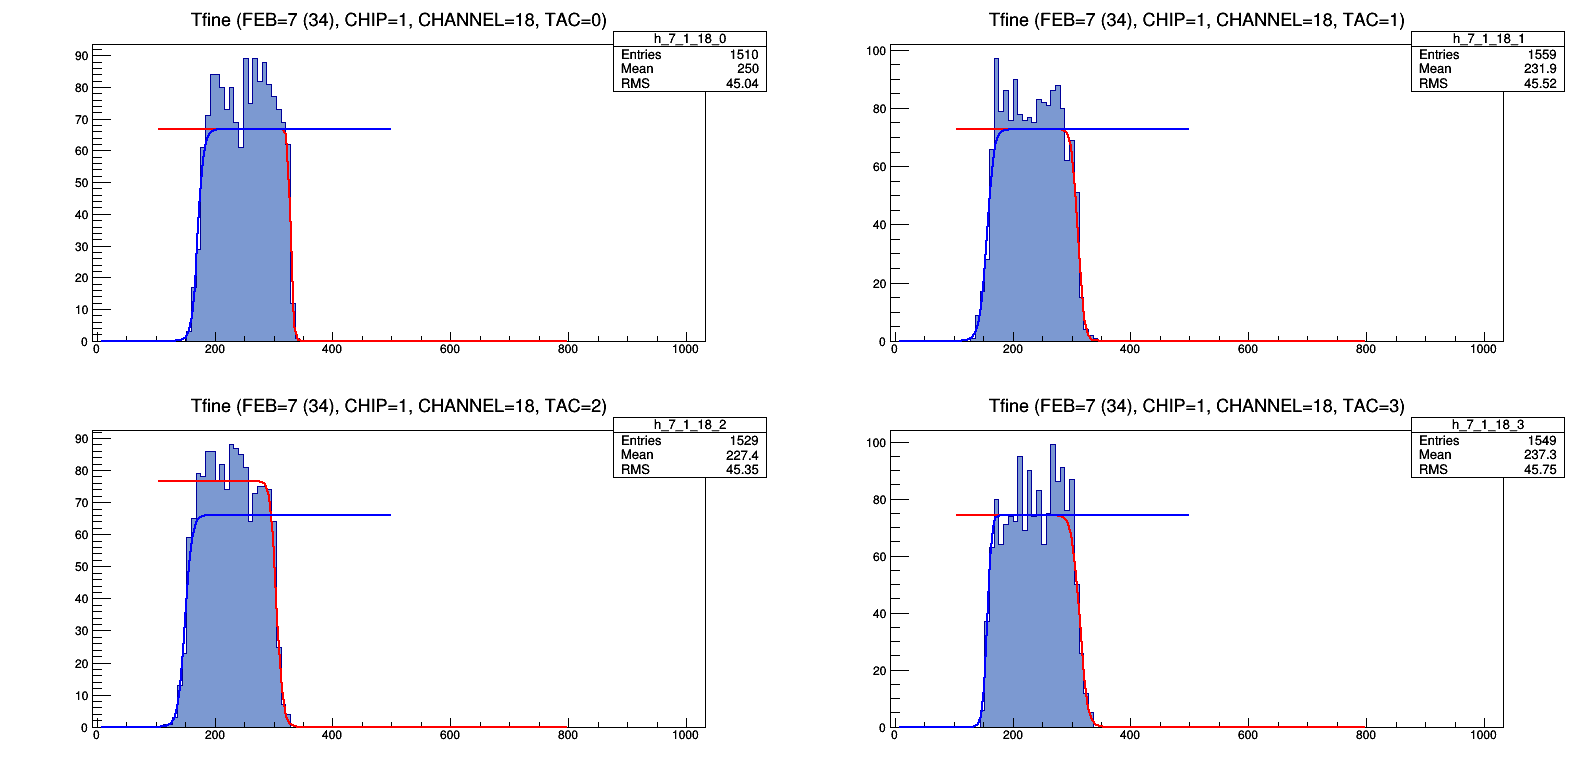 Tfine (FEB=7 (34), CHIP=1, CHANNEL=18, TAC=0)
h_7_1_18_0
Entries 1510
Mean 250
RMS 45.04
90
80
70
60
50
40
30
20
10
0
0 200 400 600 800 1000
Tfine (FEB=7 (34), CHIP=1, CHANNEL=18, TAC=1)
h_7_1_18_1
Entries 1559
Mean 231.9
RMS 45.52
100
80
60
40
20
0
0 200 400 600 800 1000
Tfine (FEB=7 (34), CHIP=1, CHANNEL=18, TAC=2)
h_7_1_18_2
Entries 1529
Mean 227.4
RMS 45.35
90
80
70
60
50
40
30
20
10
0
0 200 400 600 800 1000
Tfine (FEB=7 (34), CHIP=1, CHANNEL=18, TAC=3)
h_7_1_18_3
Entries 1549
Mean 237.3
RMS 45.75
100
80
60
40
20
0
0 200 400 600 800 1000